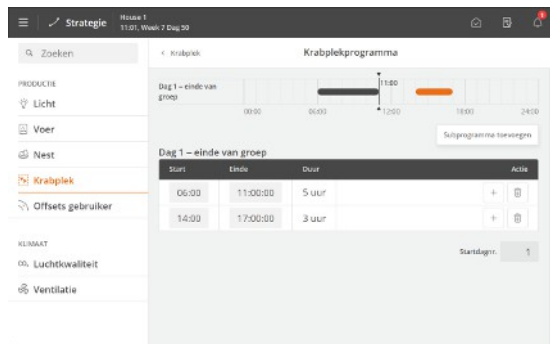 Strategie
House 1
11:01, Week 7 Dag 50
Zoeken
PRODUCTIE
Licht
Voer
Nest
Krabplek
Offsets gebruiker
KLIMAAT
Luchtkwaliteit
Ventilatie
< Krabplek
Krabplekprogramma
Dag 1 – einde van groep
11:00
00:00 06:00 12:00 18:00 24:00
Subprogramma toevoegen
Dag 1 – einde van groep
Start Einde Duur Actie
06:00 11:00:00 5 uur +
14:00 17:00:00 3 uur +
Startdagnr. 1